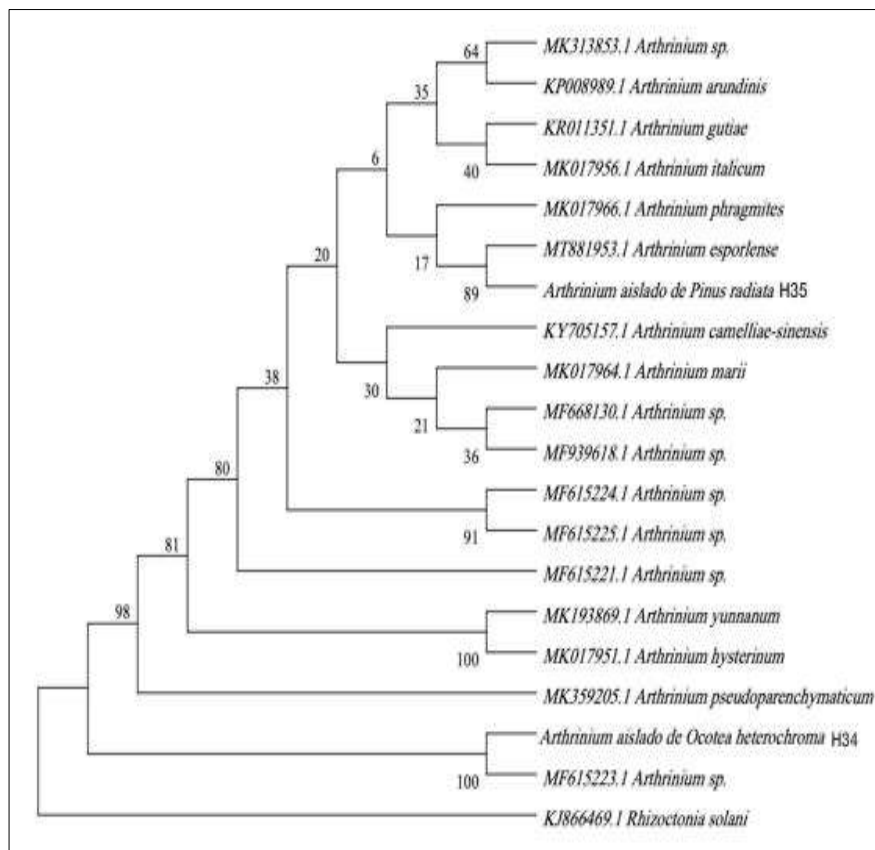 MK313853.1 Arthrinium sp.
64
KP008989.1 Arthrinium arundinis
35
KR011351.1 Arthrinium gutiae
40
MK017956.1 Arthrinium italicum
6
MK017966.1 Arthrinium phragmites
MT881953.1 Arthrinium esporlense
20
17
89
Arthrinium aislado de Pinus radiata H35
KY705157.1 Arthrinium camelliae-sinensis
38
30
MK017964.1 Arthrinium marii
MF668130.1 Arthrinium sp.
21
36
MF939618.1 Arthrinium sp.
80
MF615224.1 Arthrinium sp.
91
MF615225.1 Arthrinium sp.
81
MF615221.1 Arthrinium sp.
98
MK193869.1 Arthrinium yunnanum
100
MK017951.1 Arthrinium hysterinum
MK359205.1 Arthrinium pseudoparenchymaticum
Arthrinium aislado de Ocotea heterochroma H34
100
MF615223.1 Arthrinium sp.
KJ866469.1 Rhizoctonia solani